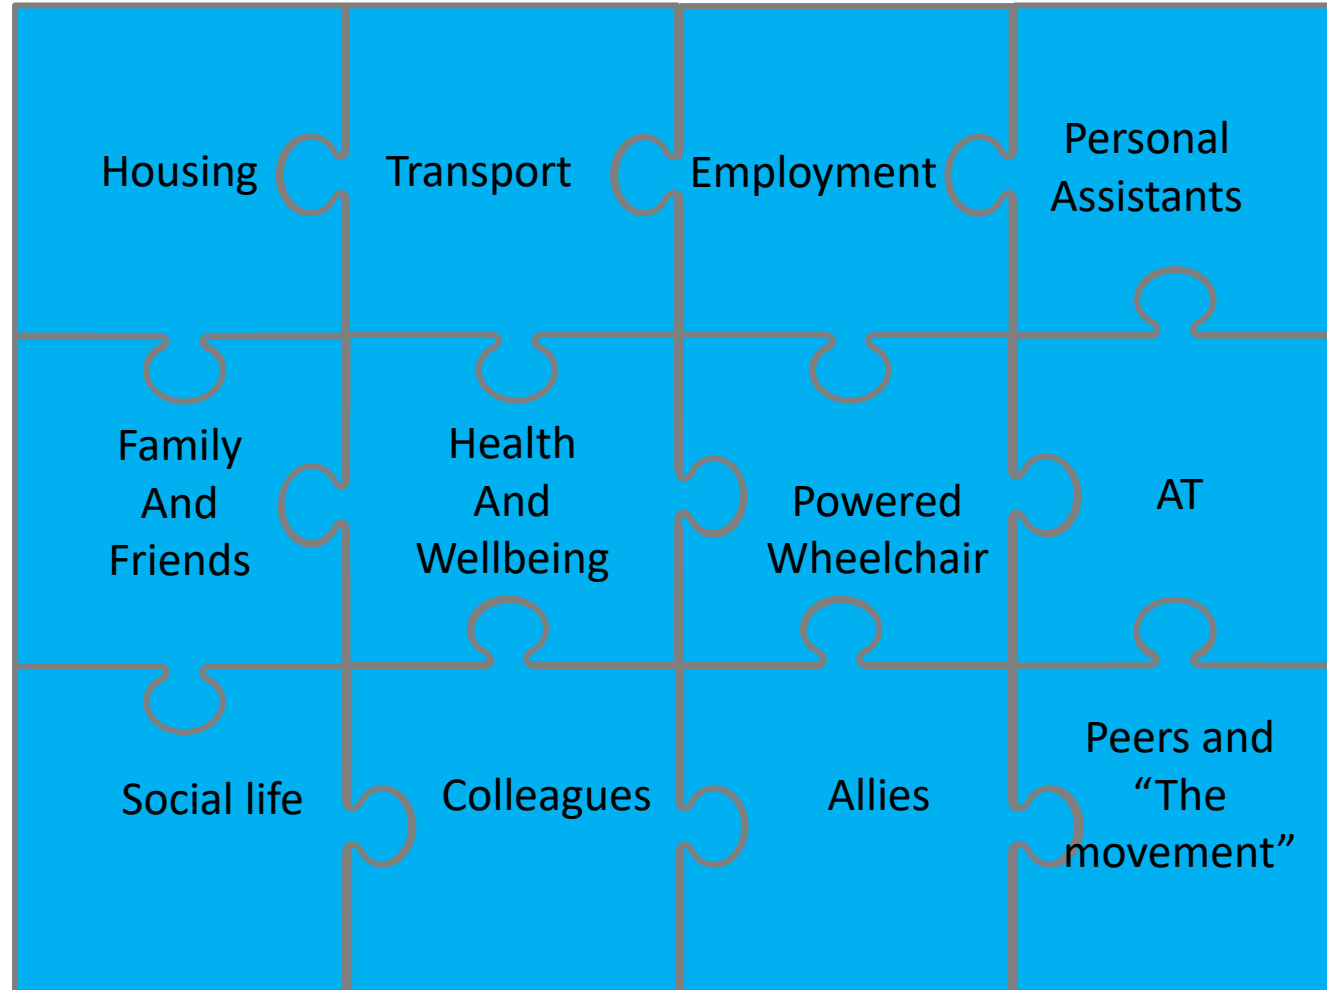 Housing
Transport
Employment
Personal
Assistants
Family
And
Friends
Health
And
Wellbeing
Powered
Wheelchair
AT
Social life
Colleagues
Allies
Peers and
“The
movement”